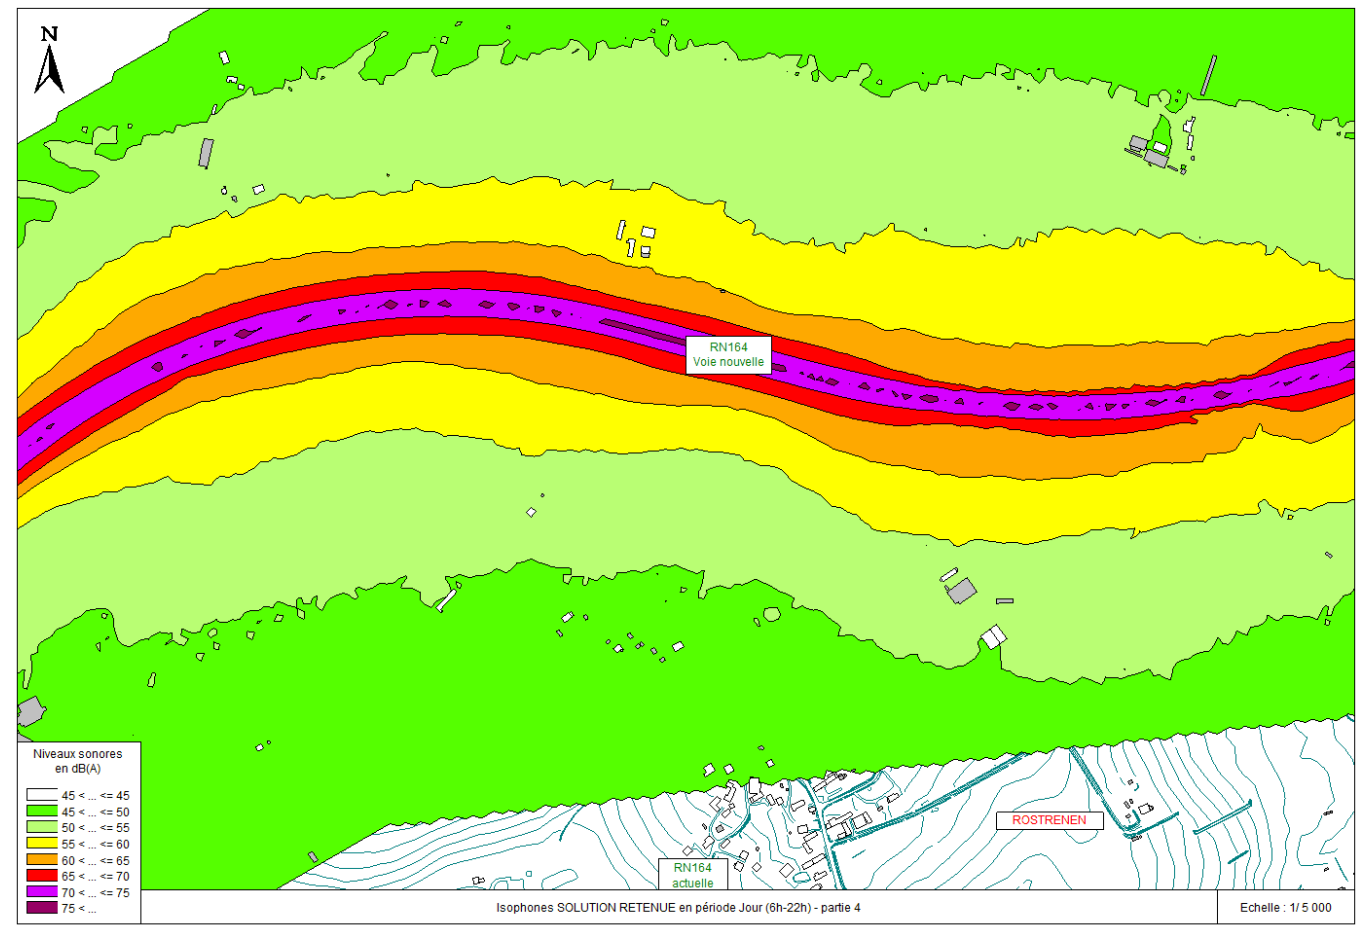 N
RN164
Voie nouvelle
Niveaux sonores
en dB(A)
45 < ... <= 45
45 < ... <= 50
50 < ... <= 55
55 < ... <= 60
60 < ... <= 65
65 < ... <= 70
70 < ... <= 75
75 < ...
ROSTRENEN
RN164
actuelle
Isophones SOLUTION RETENUE en période Jour (6h-22h) - partie 4
Echelle : 1/ 5 000